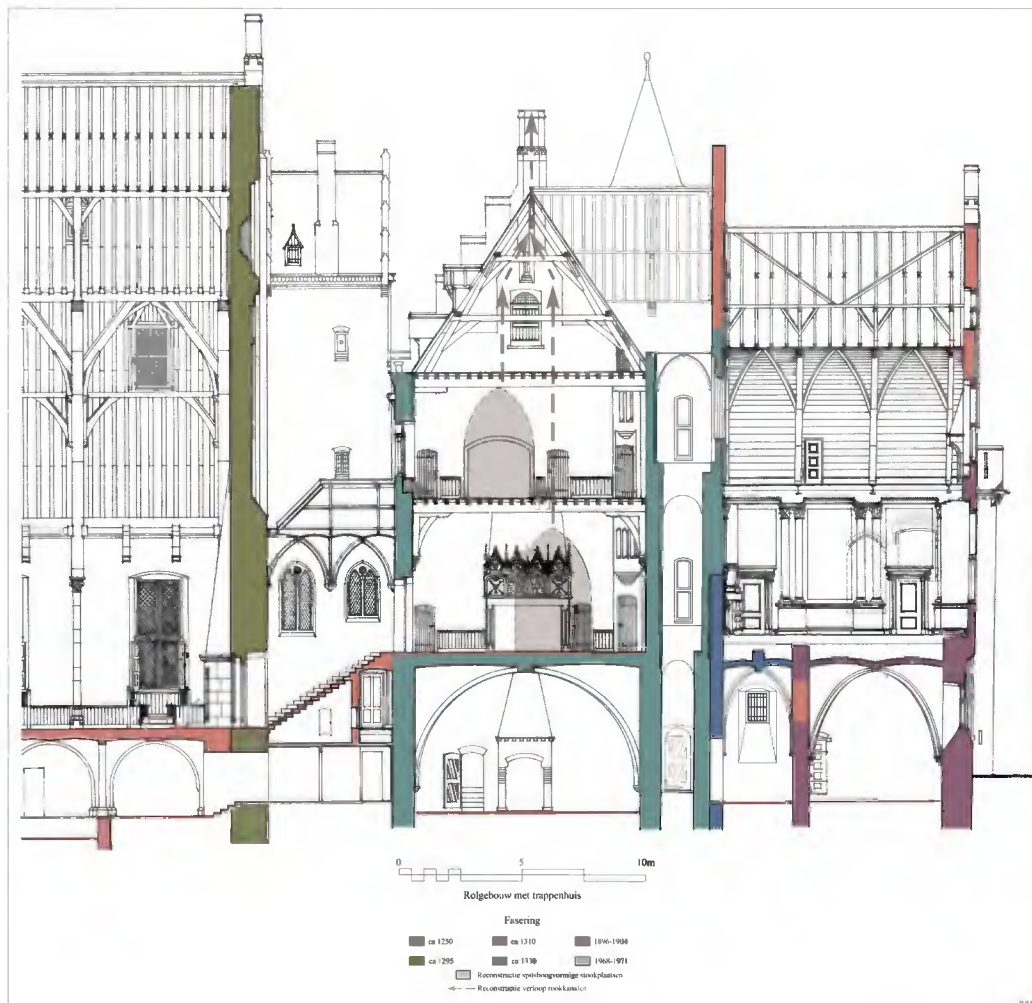 0 5 10m
Rolgebouw met trappenhuis
Fasering
ca 1250 ca 1310 1896-1904
ca 1295 ca 1330 1968-1971
Reconstructie spitsboogvormige stookplaatsen
Reconstructie verloop rookkanalen